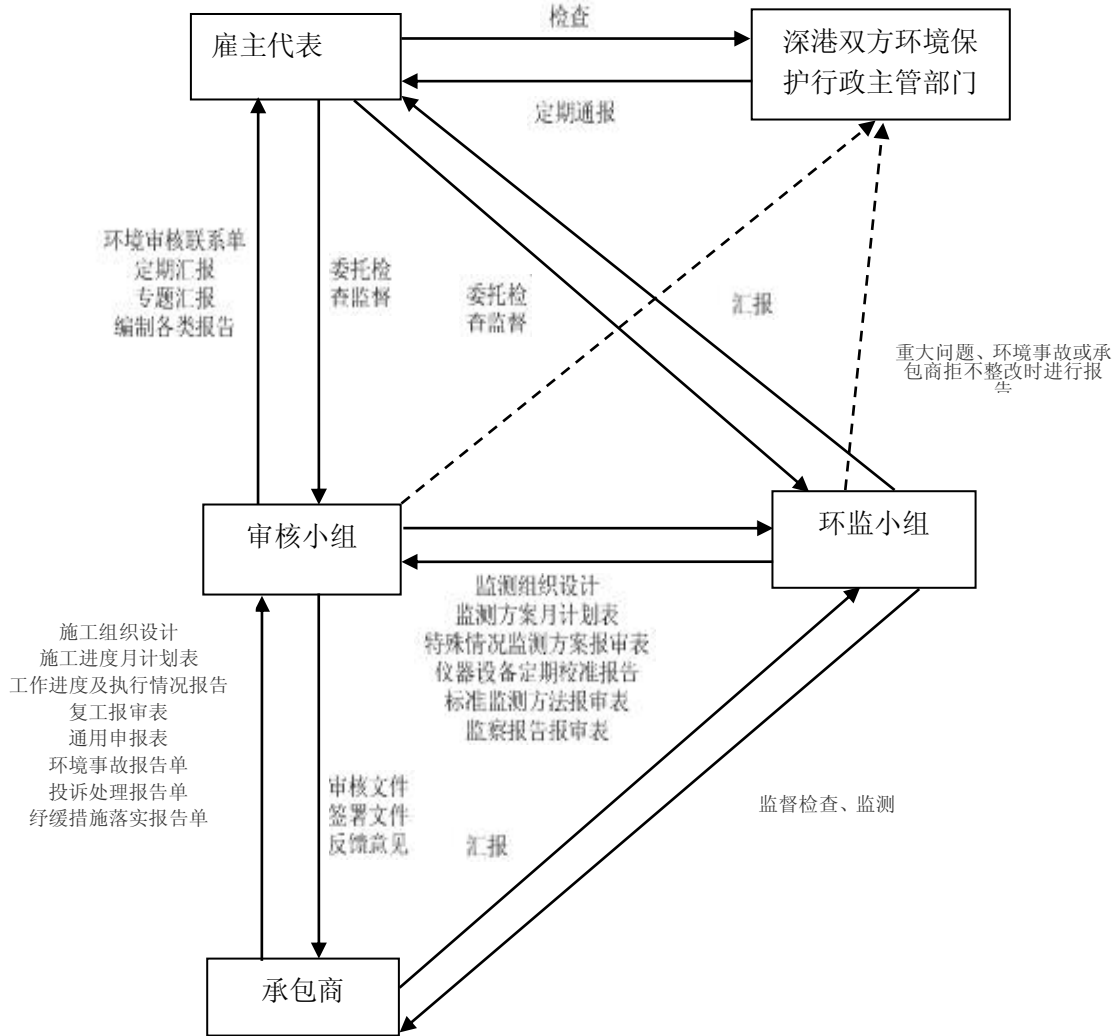 检查
雇主代表
深港双方环境保
护行政主管部门
定期通报
环境审核联系单
定期汇报
专题汇报
编制各类报告
委托检
查监督
委托检
查监督
汇报
重大问题、环境事故或承
包商拒不整改时进行报
告
审核小组
环监小组
监测组织设计
监测方案月计划表
特殊情况监测方案报审表
仪器设备定期校准报告
标准监测方法报审表
监察报告报审表
施工组织设计
施工进度月计划表
工作进度及执行情况报告
复工报审表
通用申报表
环境事故报告单
投诉处理报告单
纾缓措施落实报告单
审核文件
签署文件
反馈意见
汇报
监督检查、监测
承包商